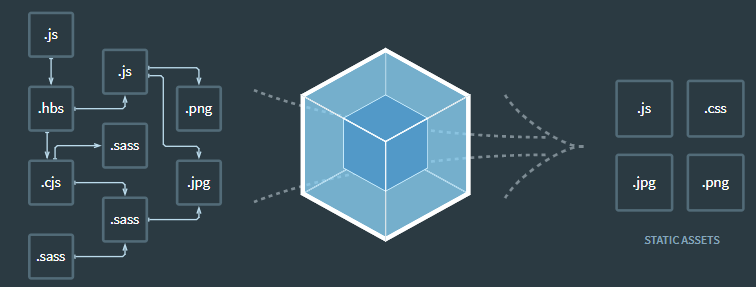 .js
.js
.hbs
.png
.sass
.cjs
.jpg
.sass
.sass
.js
.css
.jpg
.png
STATIC ASSETS